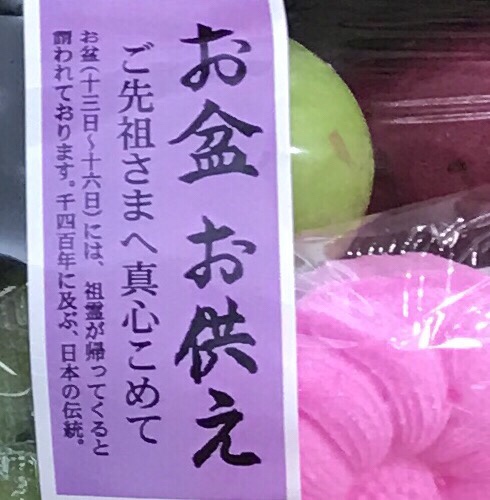 お盆 お供え
ご先祖さまへ真心こめて
お盆(十三日~十六日)には、祖霊が帰ってくると
謂われております。千四百年に及ぶ、日本の伝統。